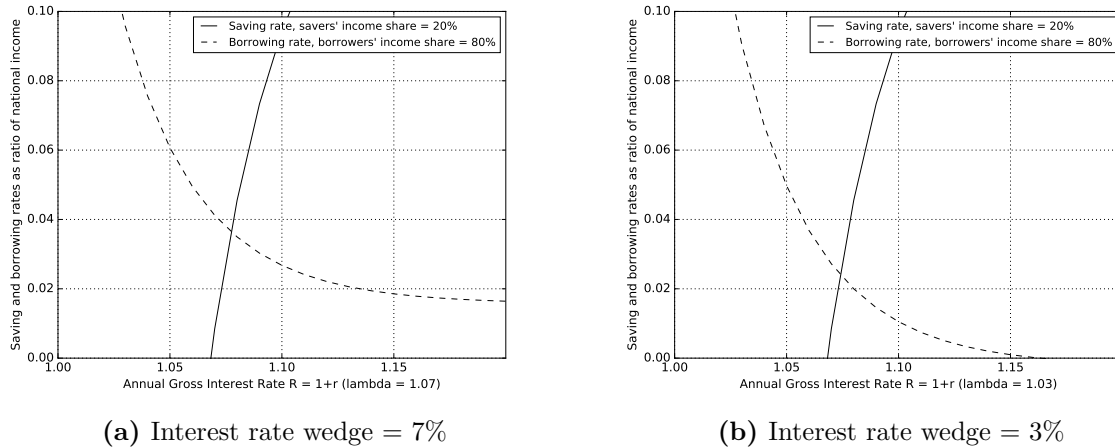 Saving and borrowing rates as ratio of national income
0.10
0.08
0.06
0.04
0.02
0.00
Saving rate, savers' income share = 20%
Borrowing rate, borrowers' income share = 80%
1.00
1.05
1.10
1.15
Annual Gross Interest Rate R = 1+r (lambda = 1.07)
(a) Interest rate wedge = 7%
Saving and borrowing rates as ratio of national income
0.10
0.08
0.06
0.04
0.02
0.00
Saving rate, savers' income share = 20%
Borrowing rate, borrowers' income share = 80%
1.00
1.05
1.10
1.15
Annual Gross Interest Rate R = 1+r (lambda = 1.03)
(b) Interest rate wedge = 3%